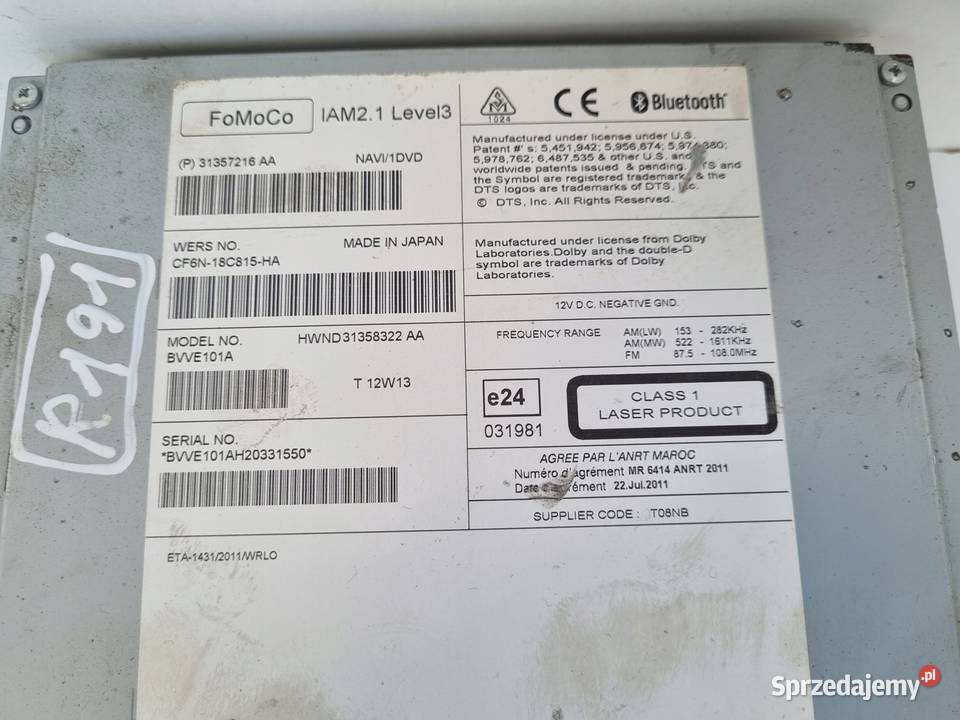 FoMoCo IAM2.1 Level3
(P) 31357216 AA NAVI/1DVD
WERS NO. MADE IN JAPAN
CF6N-18C815-HA
MODEL NO. HWND31358322 AA
BVVE101A
T 12W13
SERIAL NO.
*BVVE101AH20331550*
ETA-1431/2011/WRLO
1024
CE
Bluetooth
Manufactured under license under U.S.
Patent #' s: 5,451,942; 5,956,674; 5,974,380;
5,978,762; 6,487,535 & other U.S. and
worldwide patents issued & pending. DTS and
the Symbol are registered trademarks, & the
DTS logos are trademarks of DTS, Inc.
© DTS, Inc. All Rights Reserved.
Manufactured under license from Dolby
Laboratories.Dolby and the double-D
symbol are trademarks of Dolby
Laboratories.
12V D.C. NEGATIVE GND.
FREQUENCY RANGE AM(LW) 153 - 282KHz
AM(MW) 522 - 1611KHz
FM 87.5 - 108.0MHz
e24
031981
CLASS 1
LASER PRODUCT
AGREE PAR L'ANRT MAROC
Numéro d'agrément MR 6414 ANRT 2011
Date d'agrément 22.Jul.2011
SUPPLIER CODE : T08NB
R191
Sprzedajemy.pl